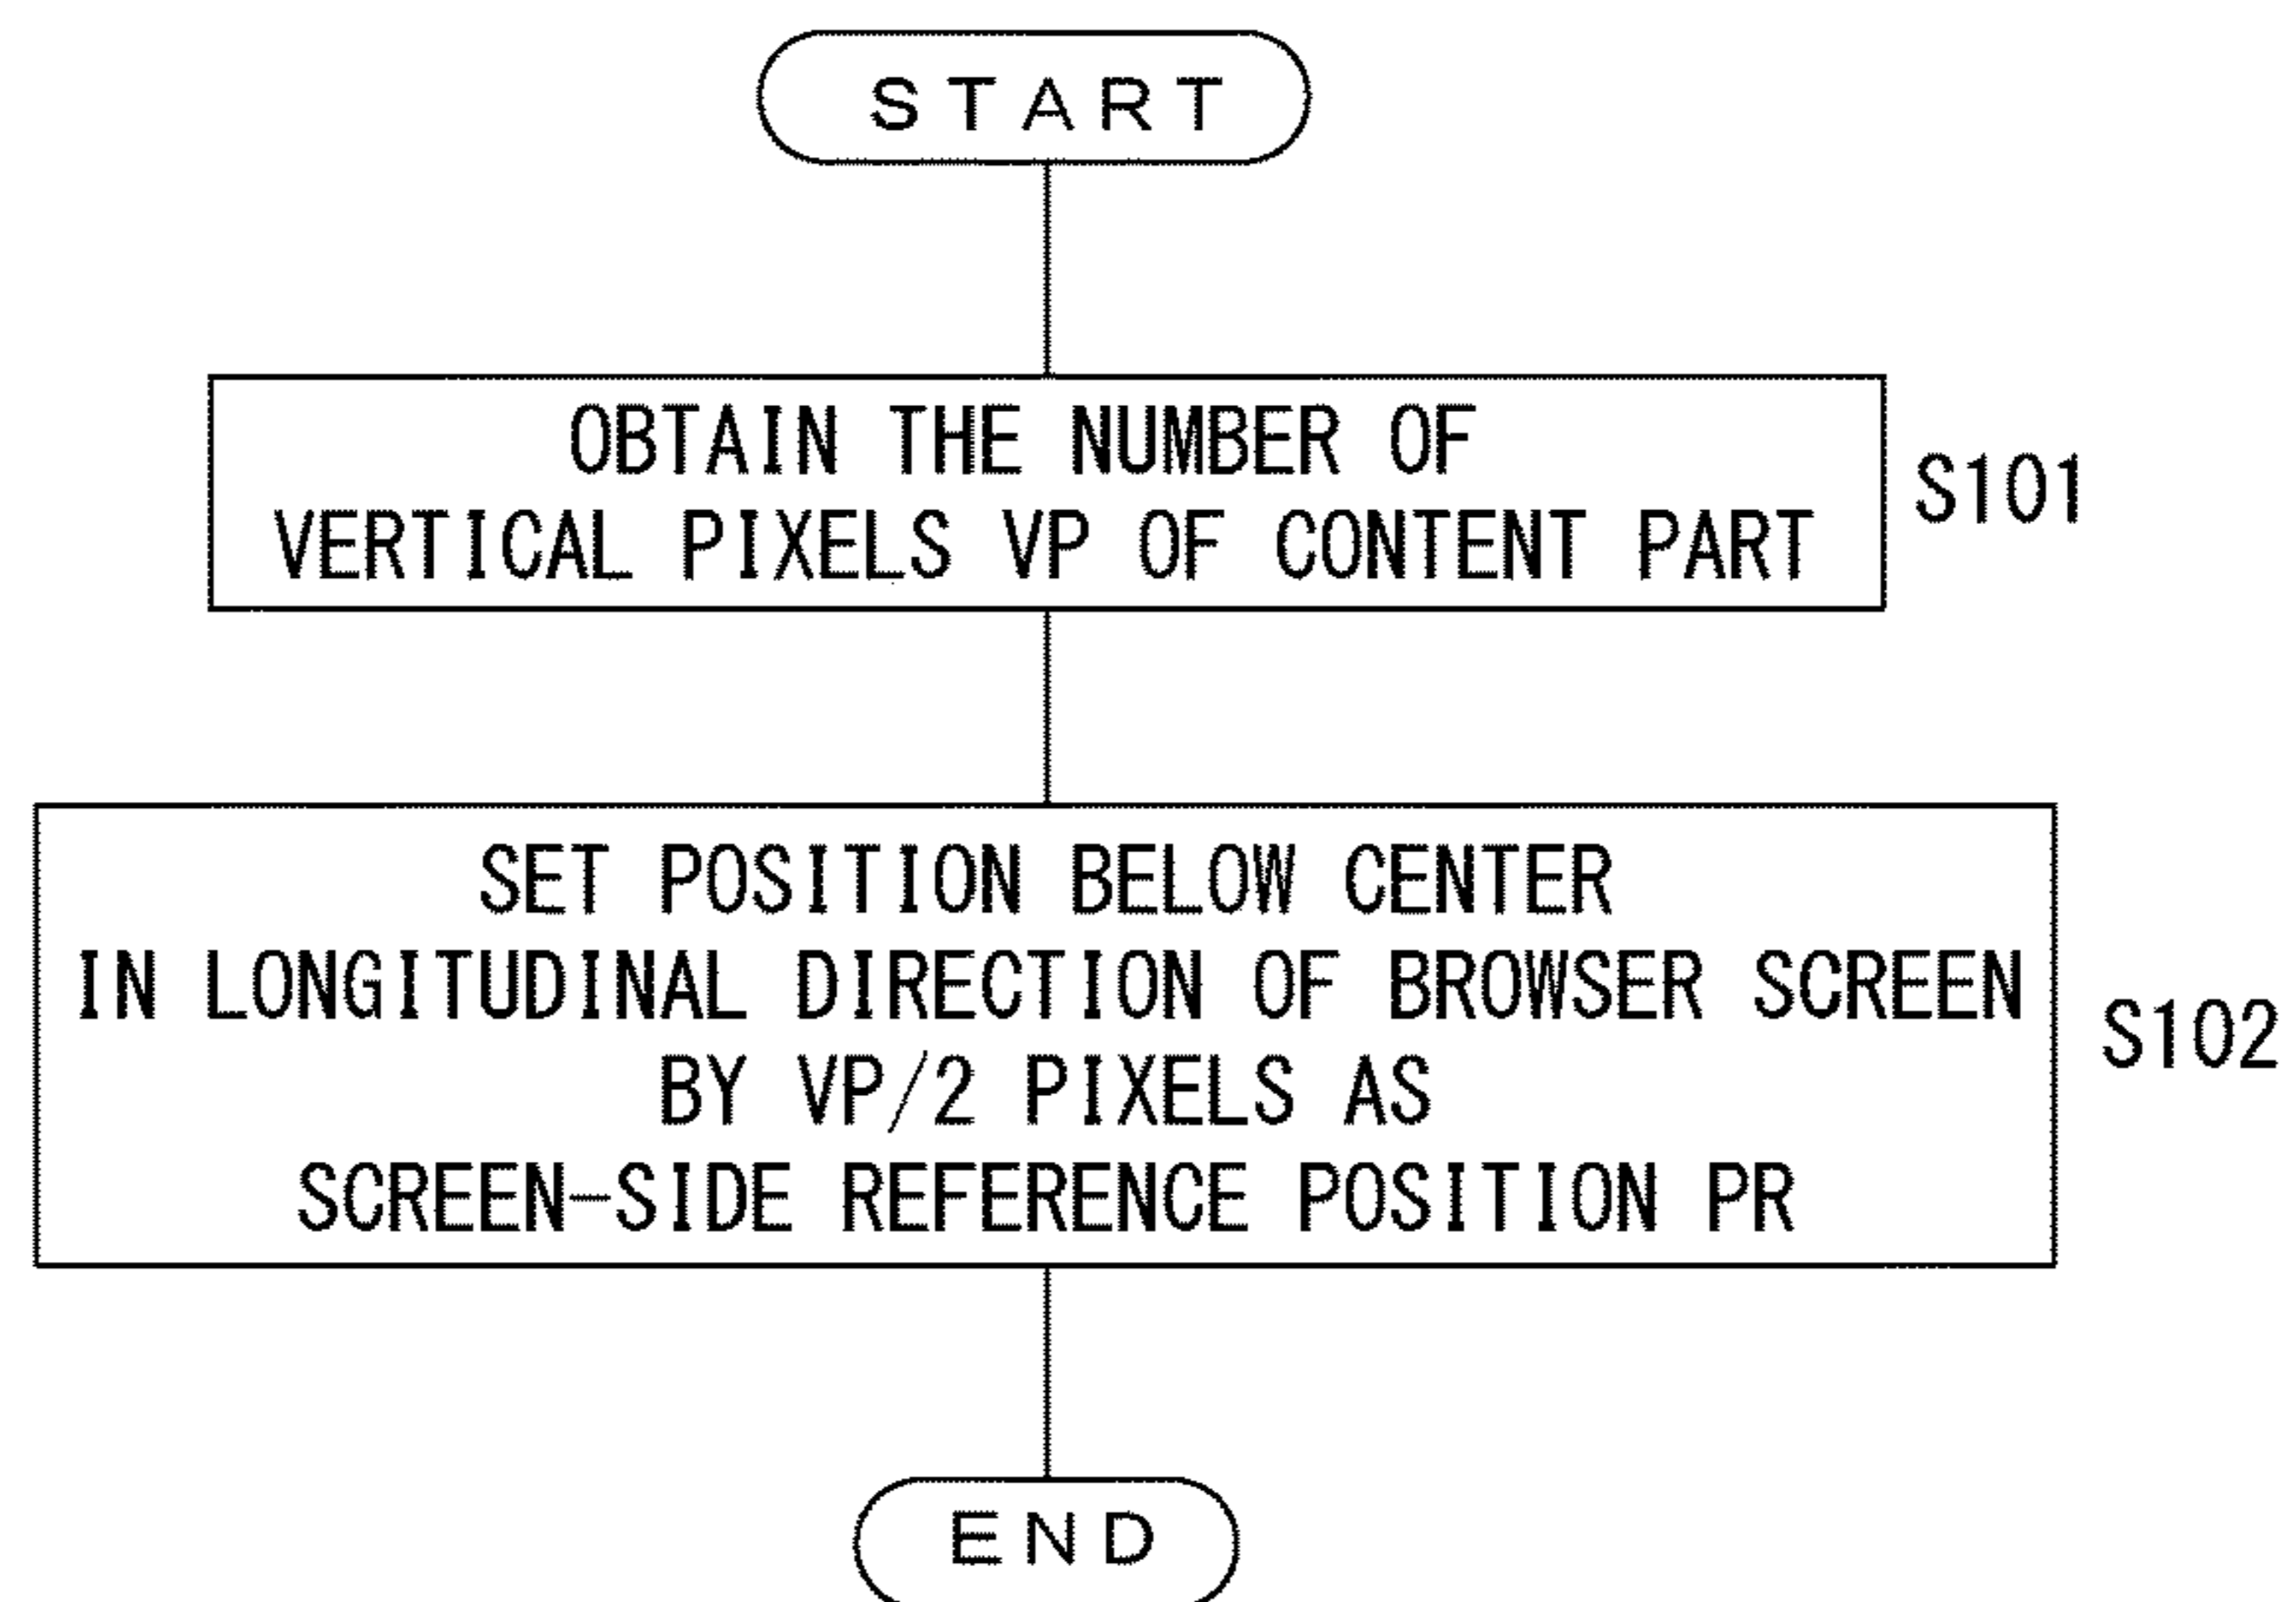 START
OBTAIN THE NUMBER OF
VERTICAL PIXELS VP OF CONTENT PART
S101
SET POSITION BELOW CENTER
IN LONGITUDINAL DIRECTION OF BROWSER SCREEN
BY VP/2 PIXELS AS
SCREEN-SIDE REFERENCE POSITION PR
S102
END